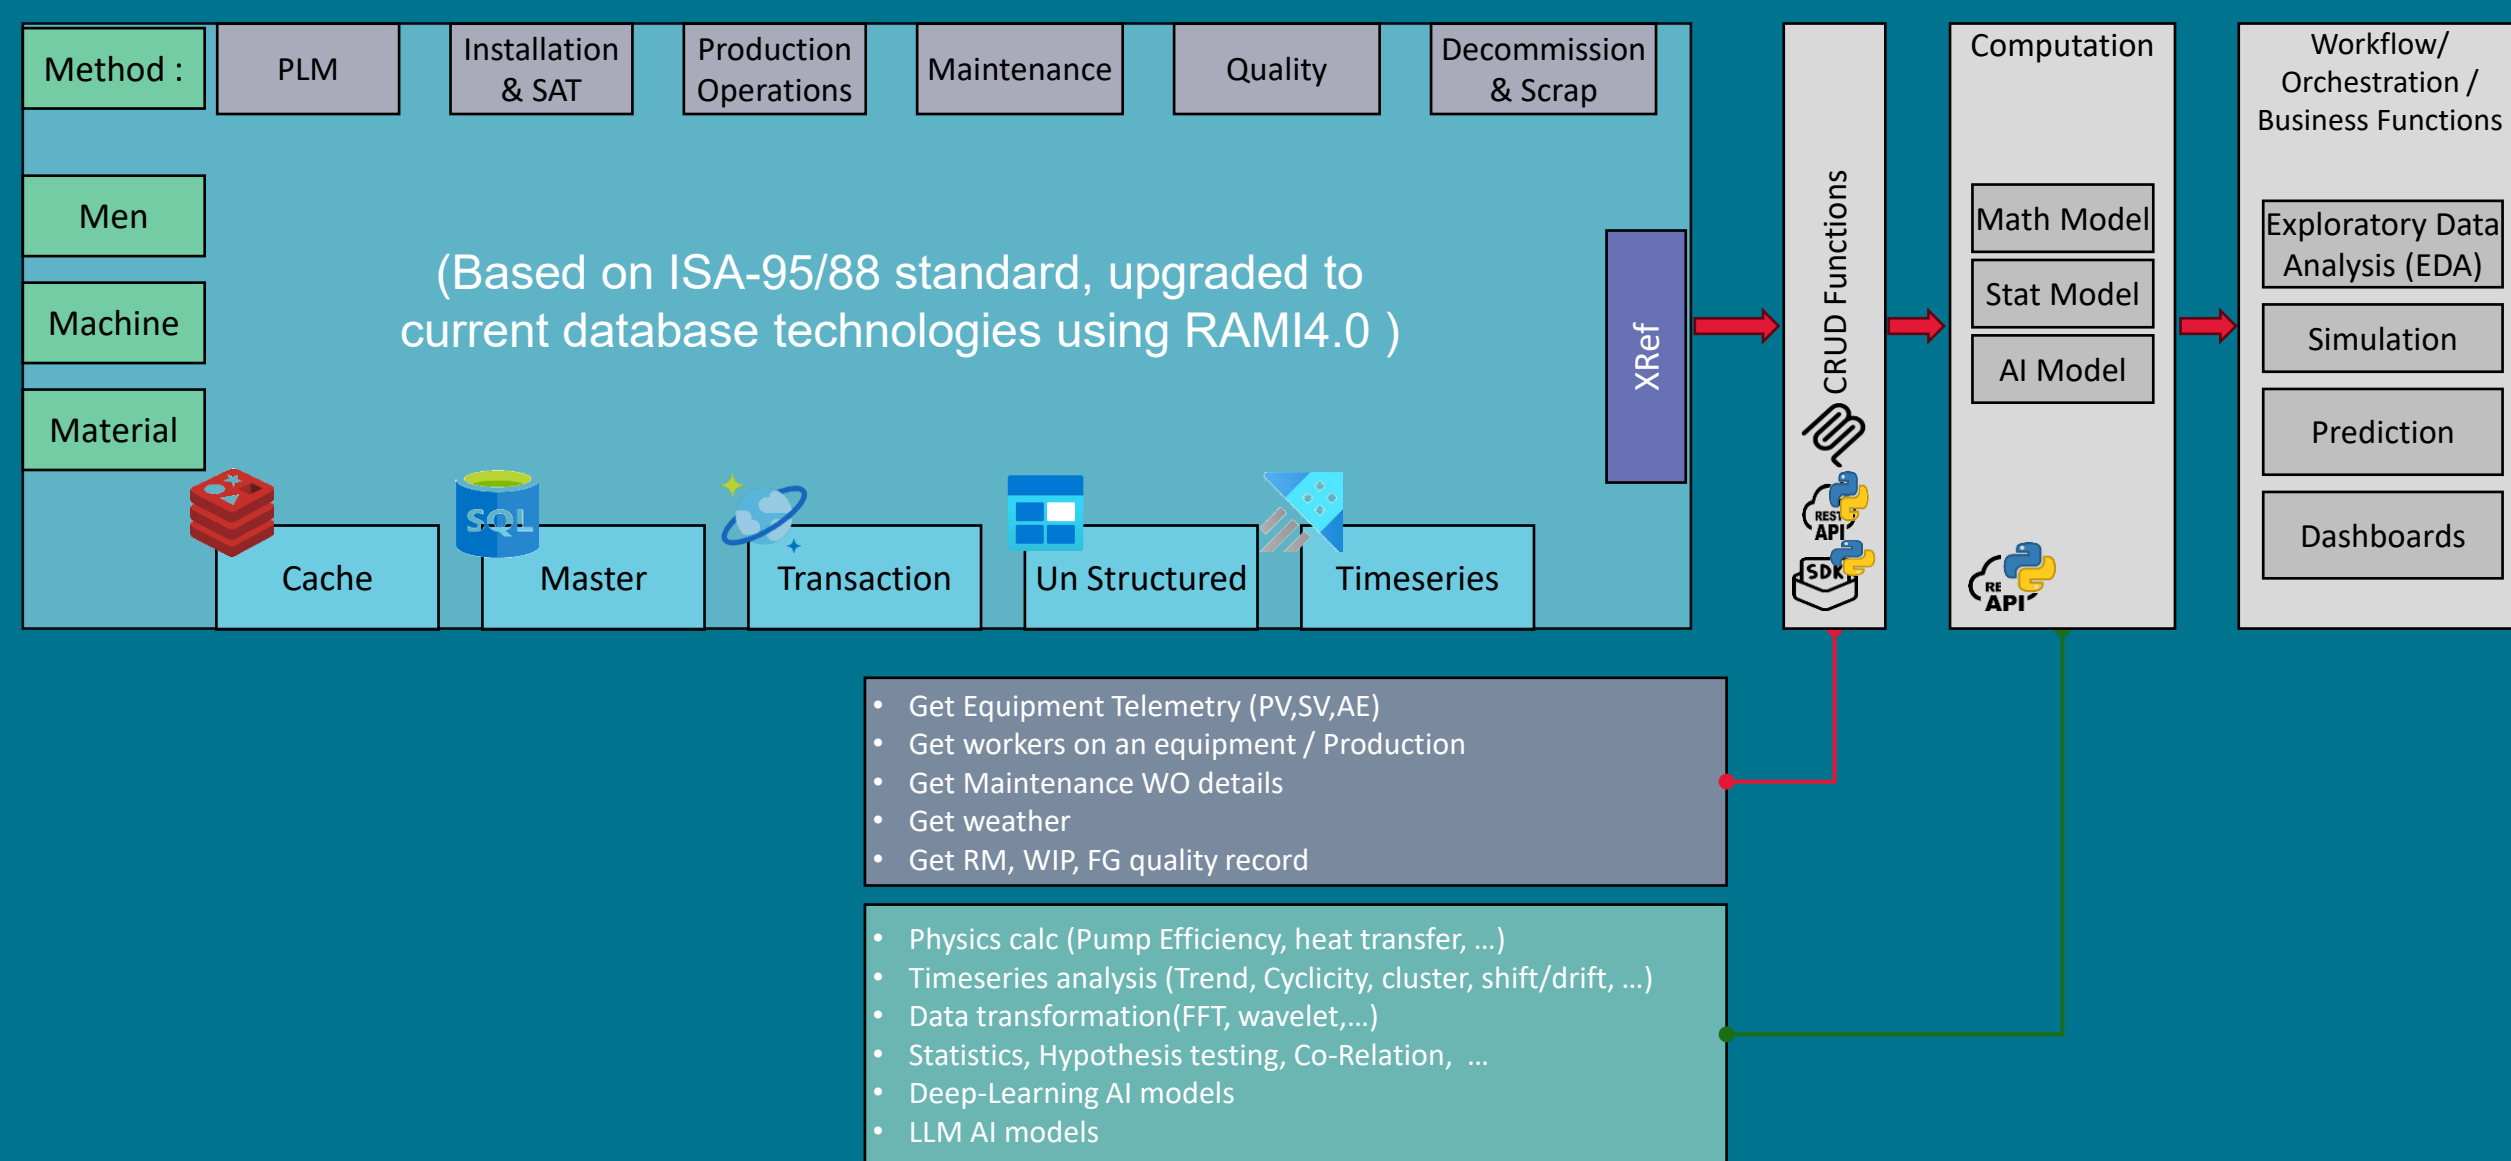 Method :
PLM
Installation
& SAT
Production
Operations
Maintenance
Quality
Decommission
& Scrap
Men
Machine
Material
(Based on ISA-95/88 standard, upgraded to
current database technologies using RAMI4.0 )
XRef
SQL
Cache
Master
Transaction
Un Structured
Timeseries
CRUD Functions
REST
API
SDK
Computation
Math Model
Stat Model
AI Model
RE
API
Workflow/
Orchestration /
Business Functions
Exploratory Data
Analysis (EDA)
Simulation
Prediction
Dashboards
• Get Equipment Telemetry (PV,SV,AE)
• Get workers on an equipment / Production
• Get Maintenance WO details
• Get weather
• Get RM, WIP, FG quality record
• Physics calc (Pump Efficiency, heat transfer, ...)
• Timeseries analysis (Trend, Cyclicity, cluster, shift/drift, ...)
• Data transformation(FFT, wavelet,...)
• Statistics, Hypothesis testing, Co-Relation, ...
• Deep-Learning AI models
• LLM AI models